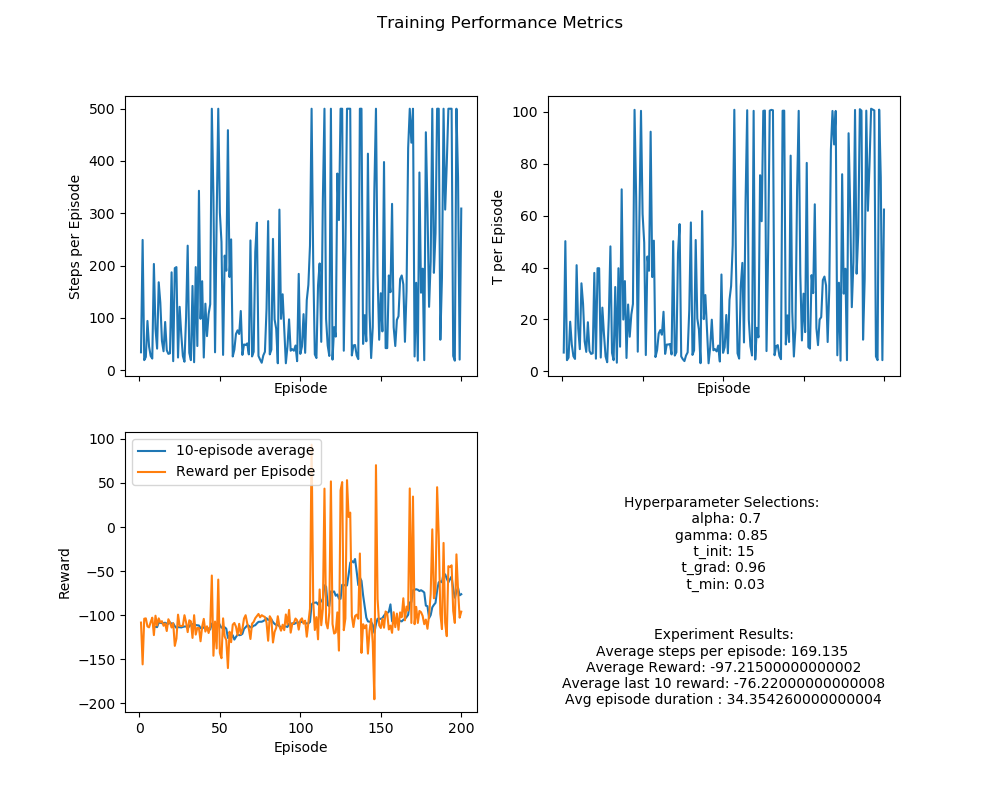 Training Performance Metrics
500
400
300
200
100
0
Steps per Episode
Episode
100
80
60
40
20
0
T per Episode
Episode
100
50
0
−50
−100
−150
−200
Reward
10-episode average
Reward per Episode
0 50 100 150 200
Episode
Hyperparameter Selections:
alpha: 0.7
gamma: 0.85
t_init: 15
t_grad: 0.96
t_min: 0.03
Experiment Results:
Average steps per episode: 169.135
Average Reward: -97.21500000000002
Average last 10 reward: -76.22000000000008
Avg episode duration : 34.354260000000004